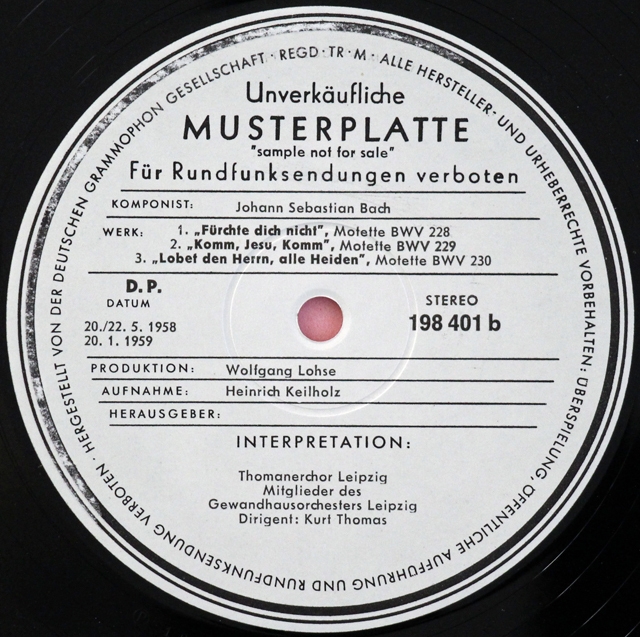 HERGESTELLT VON DER DEUTSCHEN GRAMMOPHON GESELLSCHAFT · REGD · TR · M · ALLE HERSTELLER- UND URHEBERRECHTE VORBEHALTEN: ÜBERSPIELUNG · ÖFFENTLICHE AUFFÜHRUNG UND RUNDFUNKSENDUNG VERBOTEN ·
Unverkäufliche
MUSTERPLATTE
"sample not for sale"
Für Rundfunksendungen verboten
KOMPONIST: Johann Sebastian Bach
WERK: 1. „Fürchte dich nicht", Motette BWV 228
2. „Komm, Jesu, Komm", Motette BWV 229
3. „Lobet den Herrn, alle Heiden", Motette BWV 230
D. P.
DATUM
STEREO
198 401 b
20./22. 5. 1958
20. 1. 1959
PRODUKTION: Wolfgang Lohse
AUFNAHME: Heinrich Keilholz
HERAUSGEBER:
INTERPRETATION:
Thomanerchor Leipzig
Mitglieder des
Gewandhausorchesters Leipzig
Dirigent: Kurt Thomas